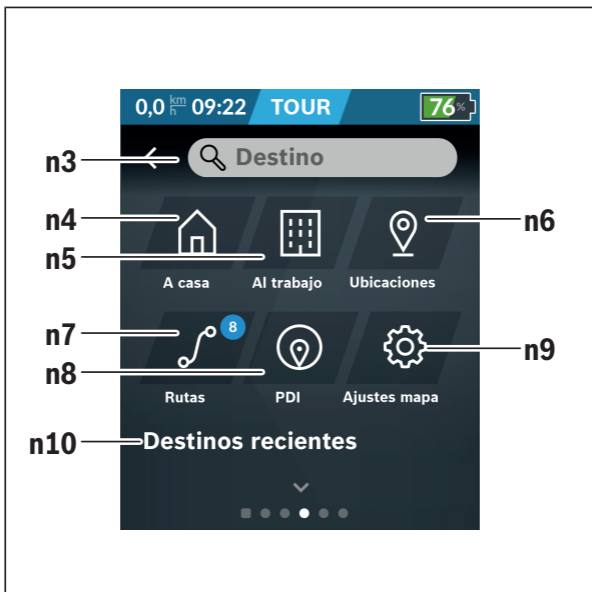 0,0 km/h 09:22 TOUR 76%
n3 Destino
n4
n5
n6
A casa Al trabajo Ubicaciones
n7 8
n8
n9
Rutas PDI Ajustes mapa
n10 Destinos recientes